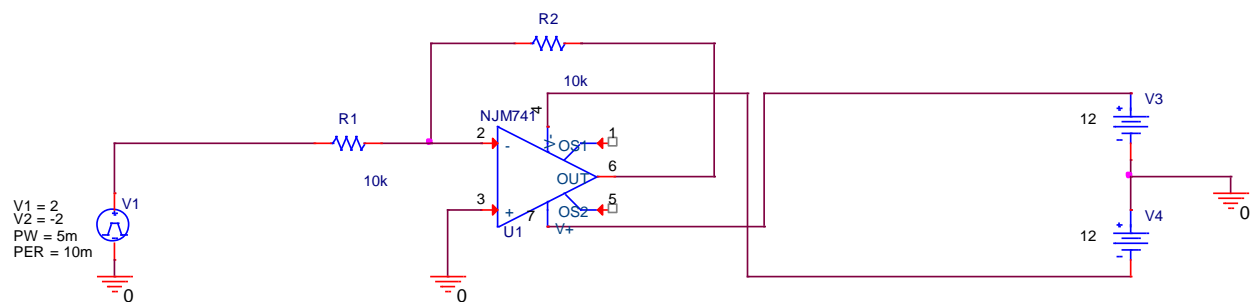 R2
10k
V3
12
NJM741
4
R1
2
-
V-
OS1
1
10k
OUT
6
V1 = 2
V2 = -2
PW = 5m
PER = 10m
V1
3
+
7
OS2
5
V+
U1
V4
12
0
0
0